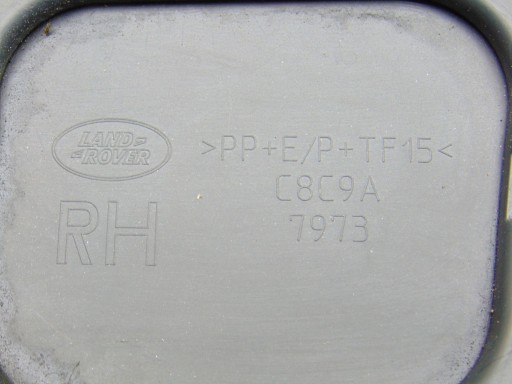 LAND-
-ROVER
>PP+E/P+TF15<
C8C9A
7973
RH